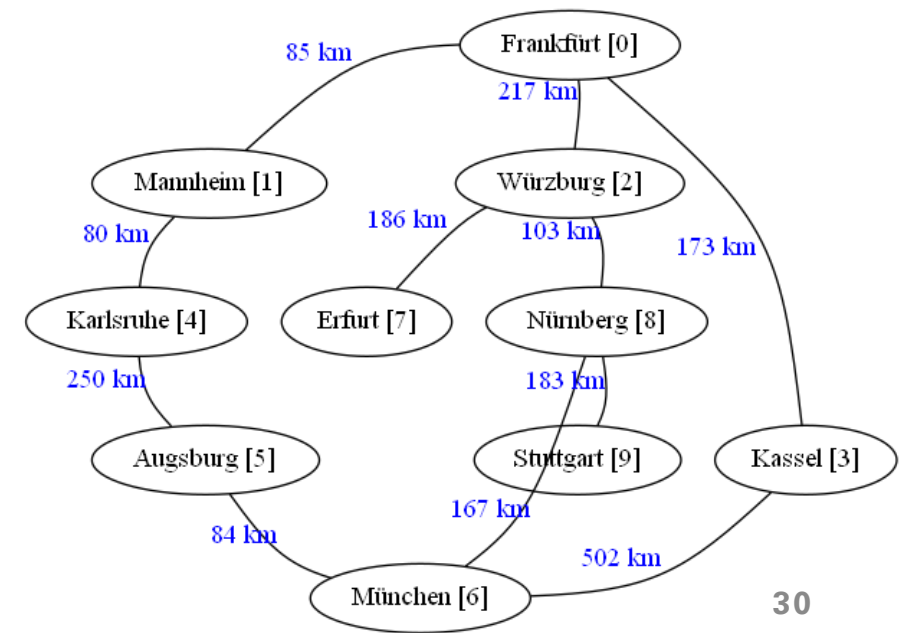 Frankfürt [0]
85 km
217 km
Mannheim [1]
Würzburg [2]
186 km
103 km
80 km
173 km
Karlsruhe [4]
Erfurt [7]
Nürnberg [8]
250 km
183 km
Augsburg [5]
Stuttgart [9]
Kassel [3]
167 km
84 km
502 km
München [6]
30